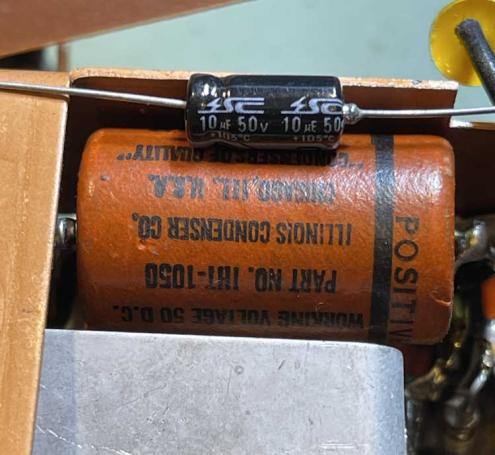 10 µF 50V 10 µF 50
+105°C +105°C
"CONDENSERS OF QUALITY"
CHICAGO, ILL. U.S.A.
ILLINOIS CONDENSER CO.
PART NO. IHT-1050
WORKING VOLTAGE 50 D.C.
POSITIV